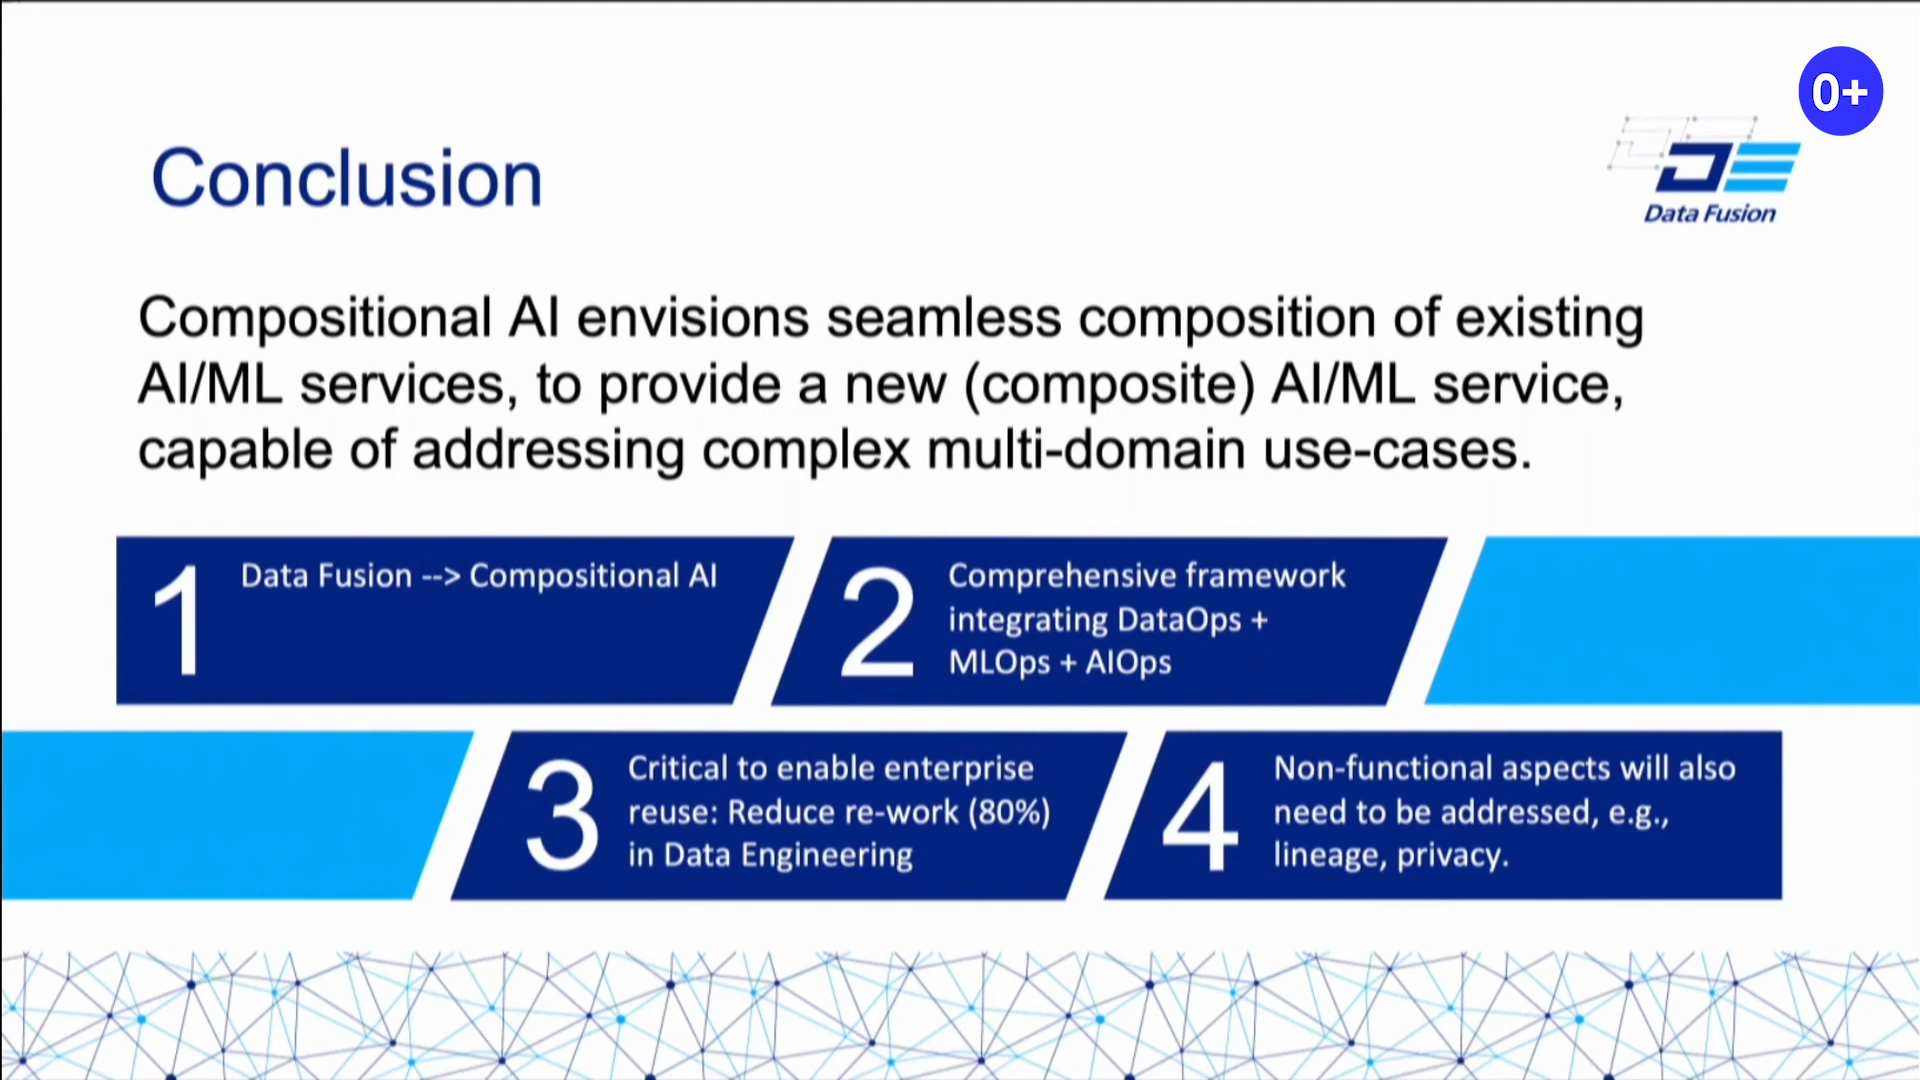 0+
Conclusion
Data Fusion
Compositional AI envisions seamless composition of existing
AI/ML services, to provide a new (composite) AI/ML service,
capable of addressing complex multi-domain use-cases.
1
Data Fusion --> Compositional AI
2
Comprehensive framework
integrating DataOps +
MLOps + AIOps
3
Critical to enable enterprise
reuse: Reduce re-work (80%)
in Data Engineering
4
Non-functional aspects will also
need to be addressed, e.g.,
lineage, privacy.